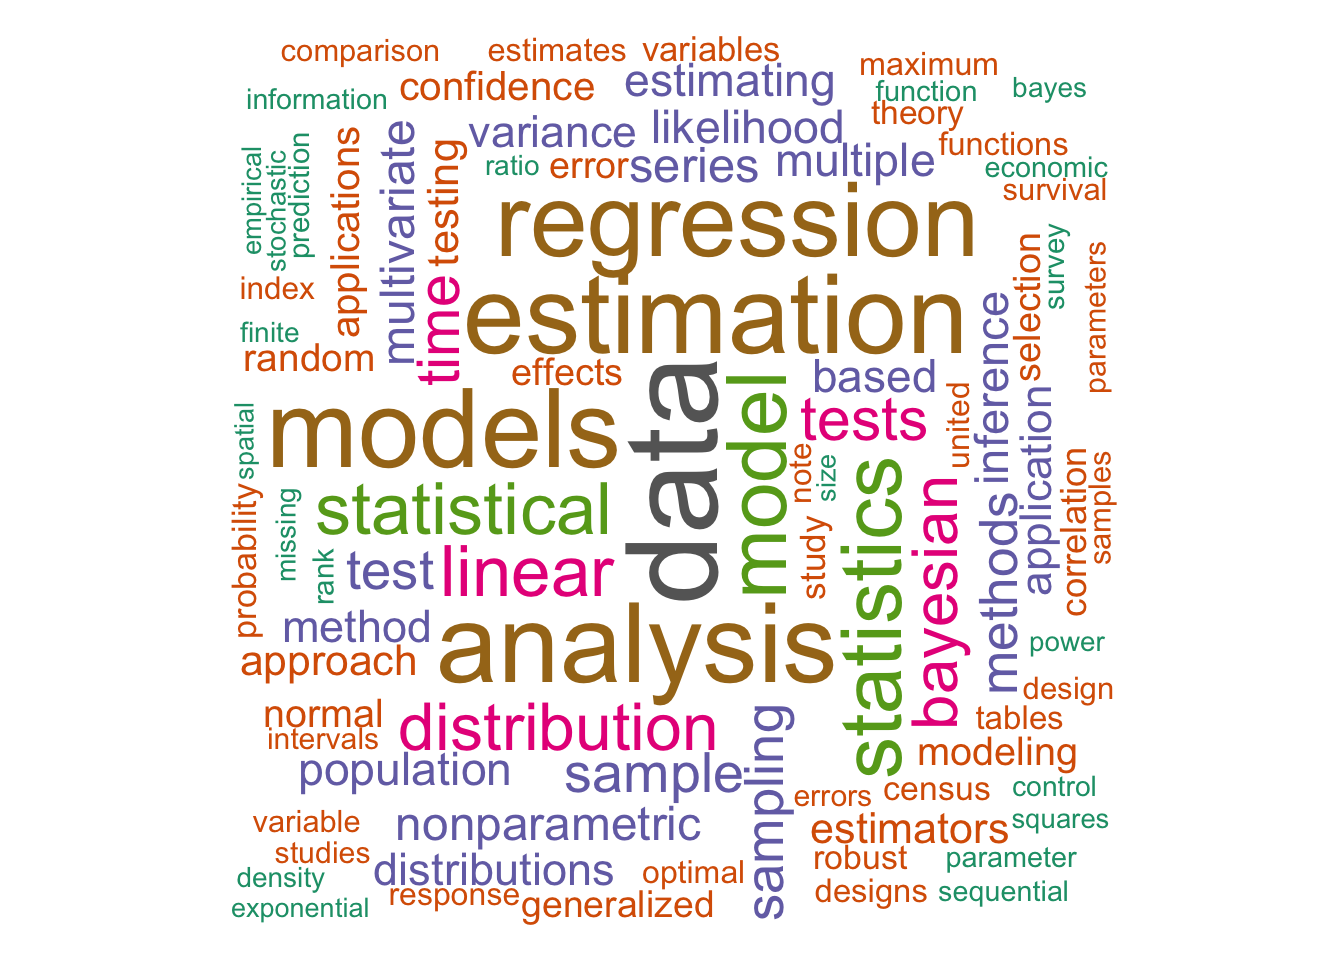 comparison
estimates
variables
maximum
information
confidence
estimating
function
bayes
theory
variance
likelihood
functions
empirical
stochastic
prediction
applications
multivariate
testing
ratio
error
series
multiple
economic
survival
regression
index
time
estimation
selection
survey
parameters
finite
random
effects
based
inference
models
data
model
tests
united
application
spatial
statistical
note
size
statistics
bayesian
methods
correlation
samples
probability
missing
rank
test
linear
study
method
approach
analysis
power
design
normal
intervals
distribution
tables
modeling
population
sample
sampling
errors
census
control
variable
nonparametric
estimators
squares
studies
robust
parameter
density
distributions
optimal
designs
sequential
exponential
response
generalized